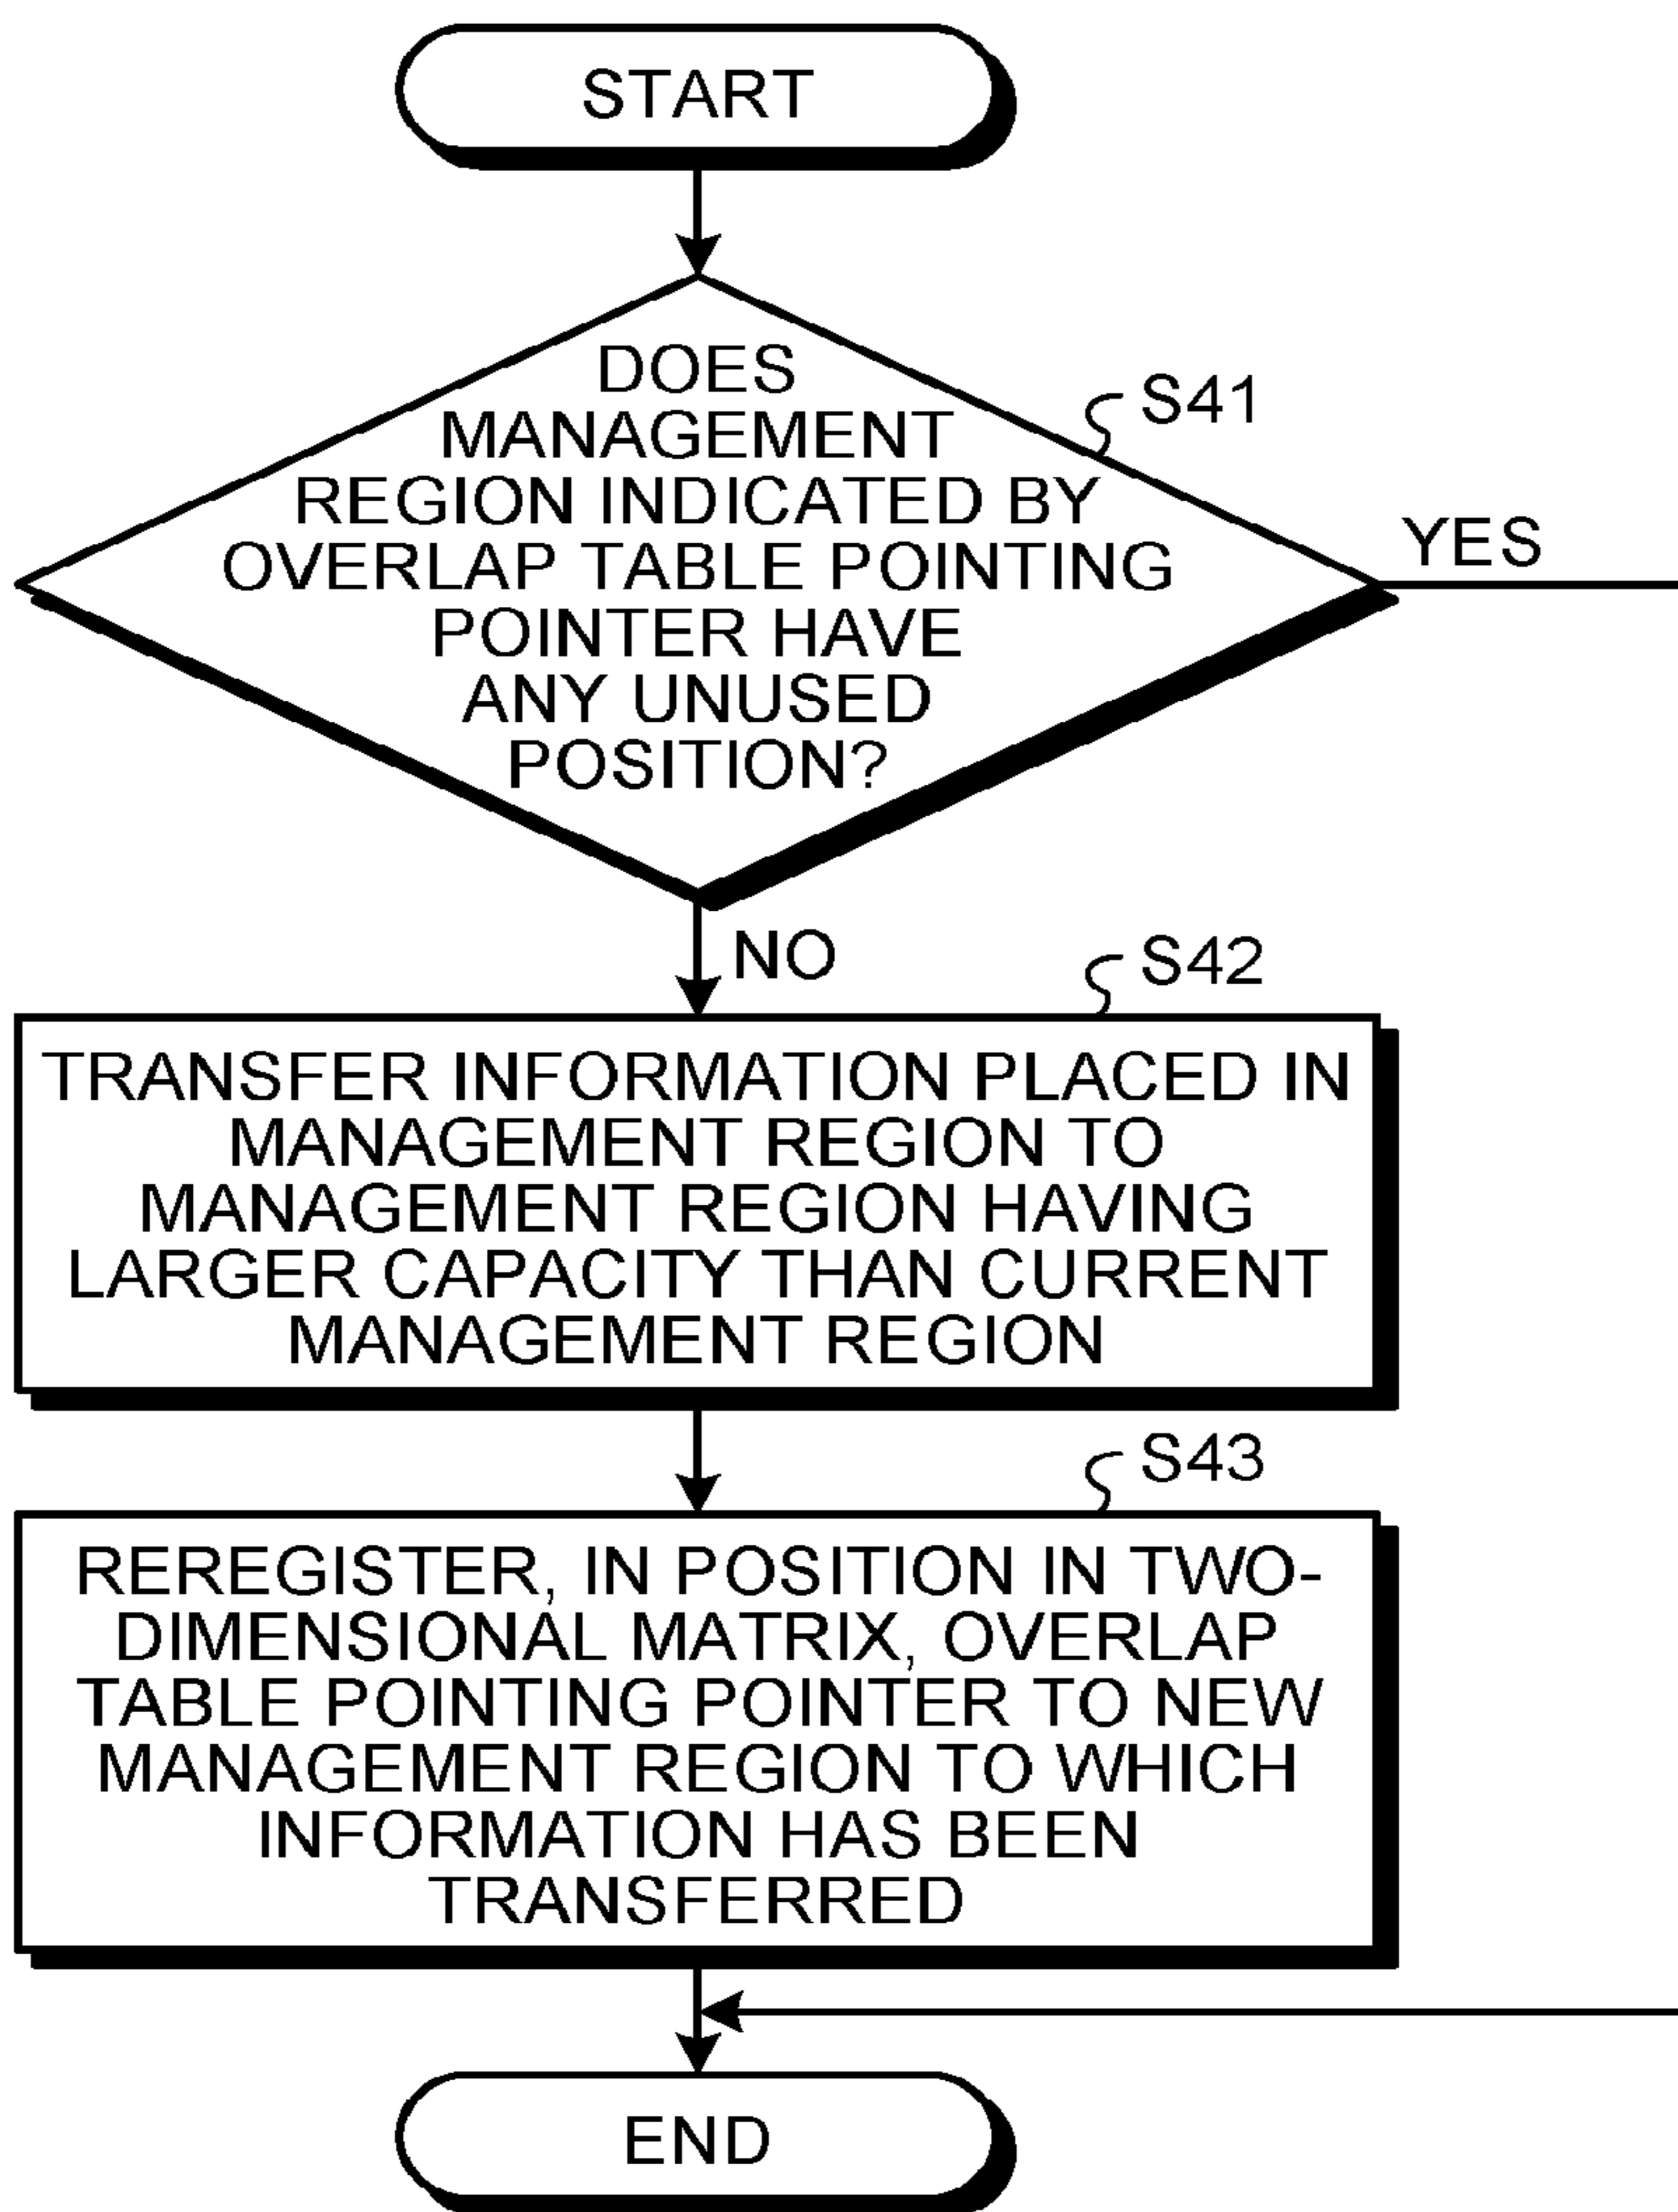 START
DOES
MANAGEMENT
REGION INDICATED BY
OVERLAP TABLE POINTING
POINTER HAVE
ANY UNUSED
POSITION?
S41
YES
NO
S42
TRANSFER INFORMATION PLACED IN
MANAGEMENT REGION TO
MANAGEMENT REGION HAVING
LARGER CAPACITY THAN CURRENT
MANAGEMENT REGION
S43
REREGISTER, IN POSITION IN TWO-
DIMENSIONAL MATRIX, OVERLAP
TABLE POINTING POINTER TO NEW
MANAGEMENT REGION TO WHICH
INFORMATION HAS BEEN
TRANSFERRED
END